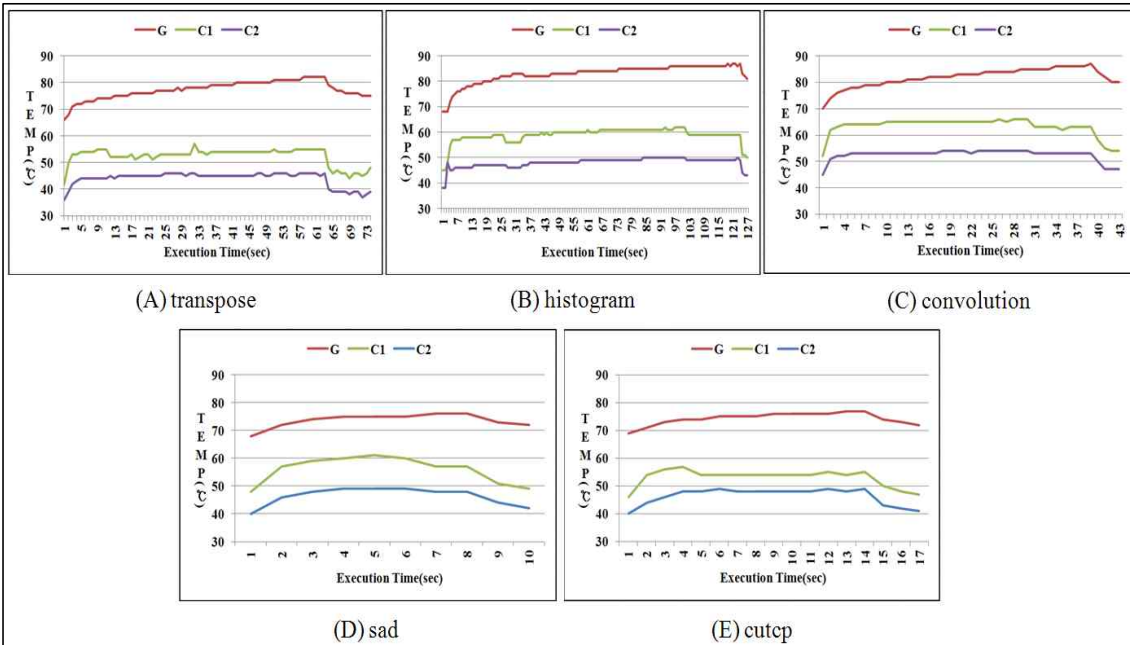 G C1 C2
90
80
70
60
50
40
30
TEMP(℃)
1 5 9 13 17 21 25 29 33 37 41 45 49 53 57 61 65 69 73
Execution Time(sec)
(A) transpose
G C1 C2
90
80
70
60
50
40
30
TEMP(℃)
1 7 13 19 25 31 37 43 49 55 61 67 73 79 85 91 97 103 109 115 121 127
Execution Time(sec)
(B) histogram
G C1 C2
90
80
70
60
50
40
30
TEMP(℃)
1 4 7 10 13 16 19 22 25 28 31 34 37 40 43
Execution Time(sec)
(C) convolution
G C1 C2
90
80
70
60
50
40
30
TEMP(℃)
1 2 3 4 5 6 7 8 9 10
Execution Time(sec)
(D) sad
G C1 C2
90
80
70
60
50
40
30
TEMP(℃)
1 2 3 4 5 6 7 8 9 10 11 12 13 14 15 16 17
Execution Time(sec)
(E) cutcp